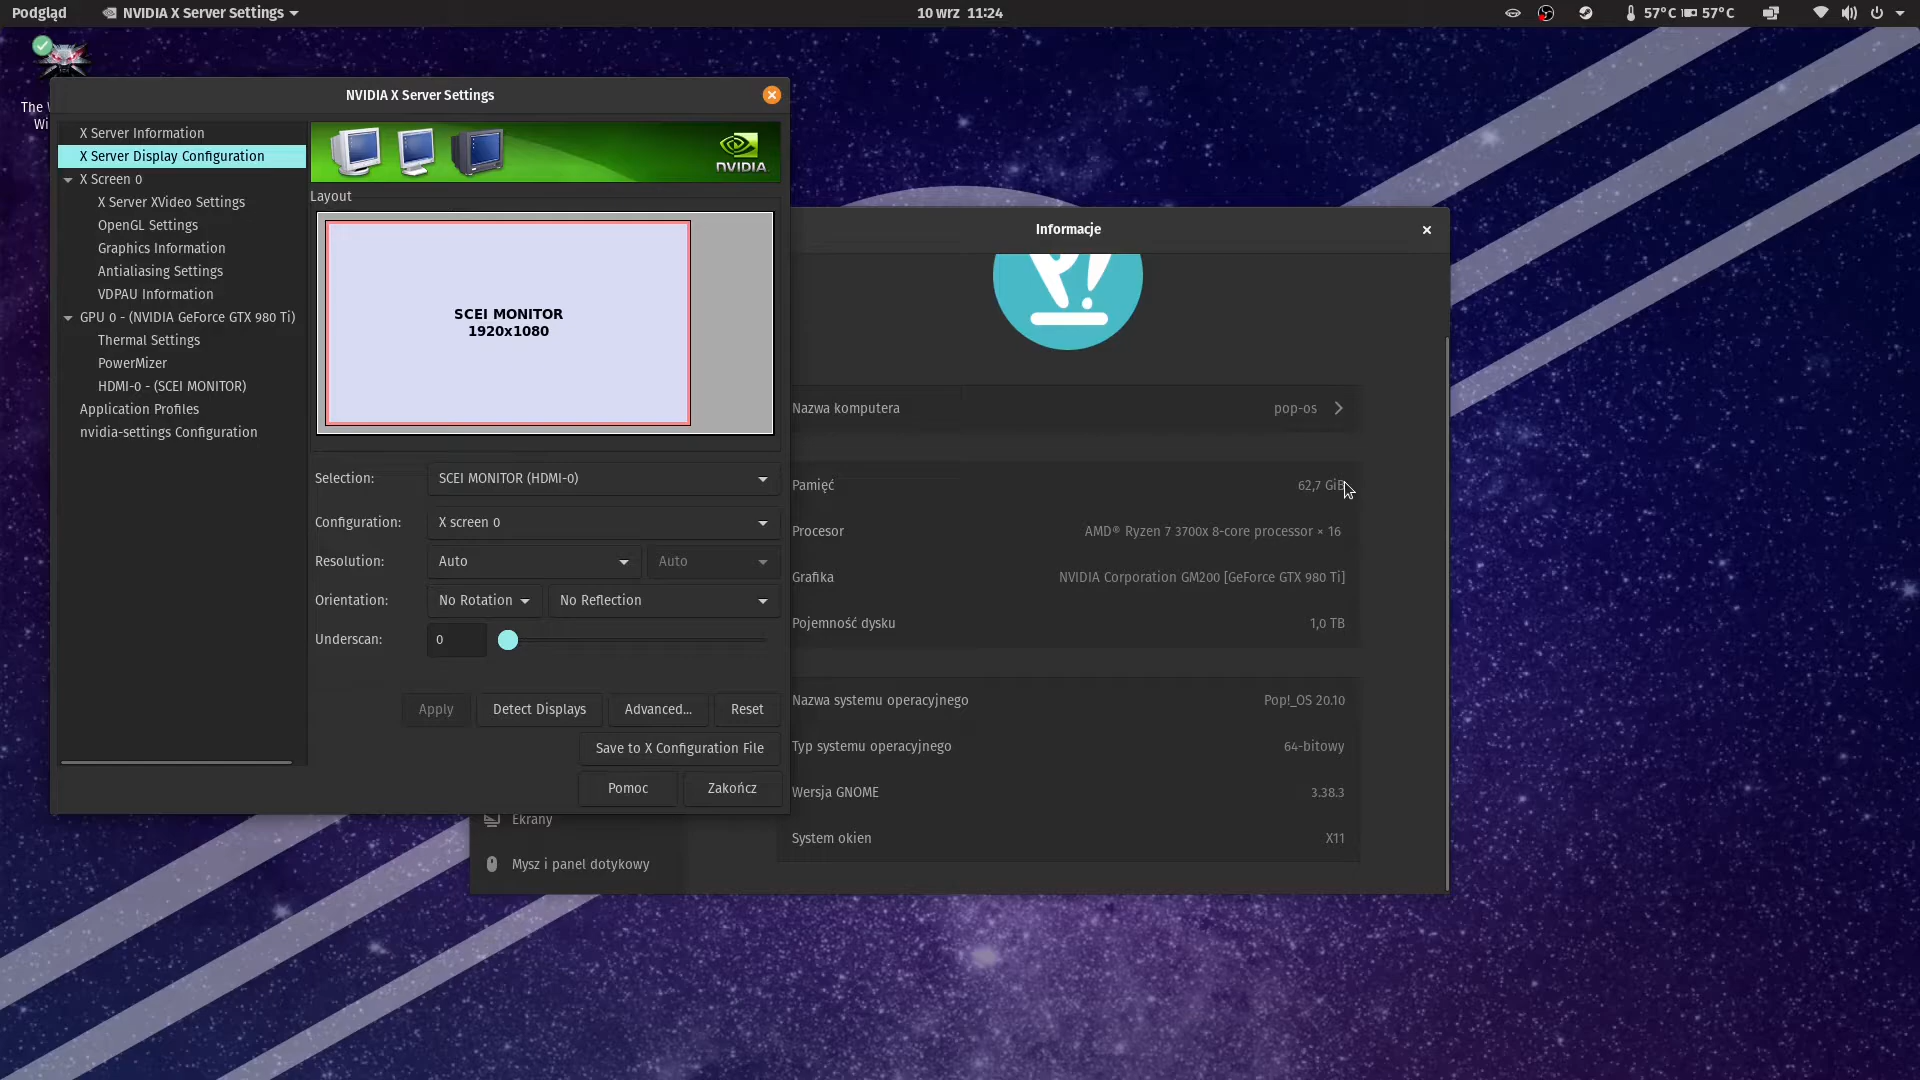 Podgląd
NVIDIA X Server Settings
10 wrz 11:24
57°C 57°C
The
Wi
NVIDIA X Server Settings
X Server Information
X Server Display Configuration
X Screen 0
X Server XVideo Settings
OpenGL Settings
Graphics Information
Antialiasing Settings
VDPAU Information
GPU 0 - (NVIDIA GeForce GTX 980 Ti)
Thermal Settings
PowerMizer
HDMI-0 - (SCEI MONITOR)
Application Profiles
nvidia-settings Configuration
NVIDIA.
Layout
SCEI MONITOR
1920x1080
Selection: SCEI MONITOR (HDMI-0)
Configuration: X screen 0
Resolution: Auto Auto
Orientation: No Rotation No Reflection
Underscan: 0
Apply Detect Displays Advanced... Reset
Save to X Configuration File
Pomoc Zakończ
Informacje
Nazwa komputera pop-os
Pamięć 62,7 GiB
Procesor AMD® Ryzen 7 3700x 8-core processor × 16
Grafika NVIDIA Corporation GM200 [GeForce GTX 980 Ti]
Pojemność dysku 1,0 TB
Nazwa systemu operacyjnego Pop!_OS 20.10
Typ systemu operacyjnego 64-bitowy
Wersja GNOME 3.38.3
System okien X11
Ekrany
Mysz i panel dotykowy